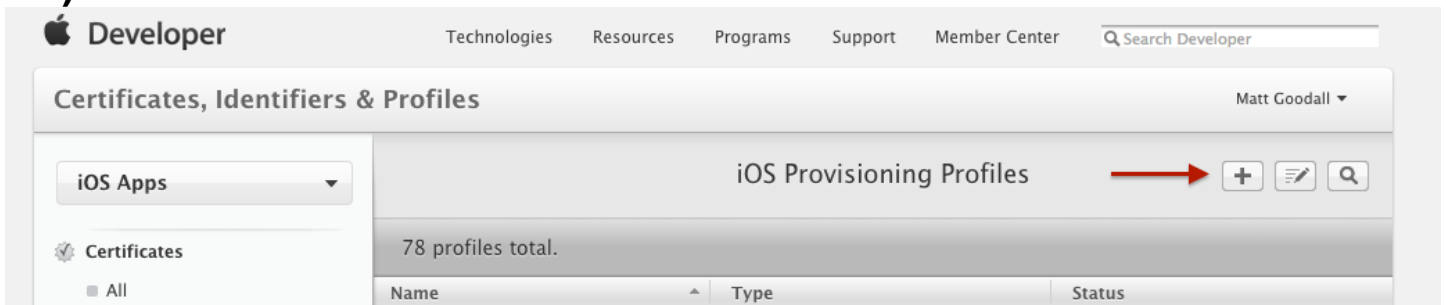 Developer Technologies Resources Programs Support Member Center Search Developer
Certificates, Identifiers & Profiles Matt Goodall
iOS Apps
iOS Provisioning Profiles
Certificates
78 profiles total.
All
Name Type Status